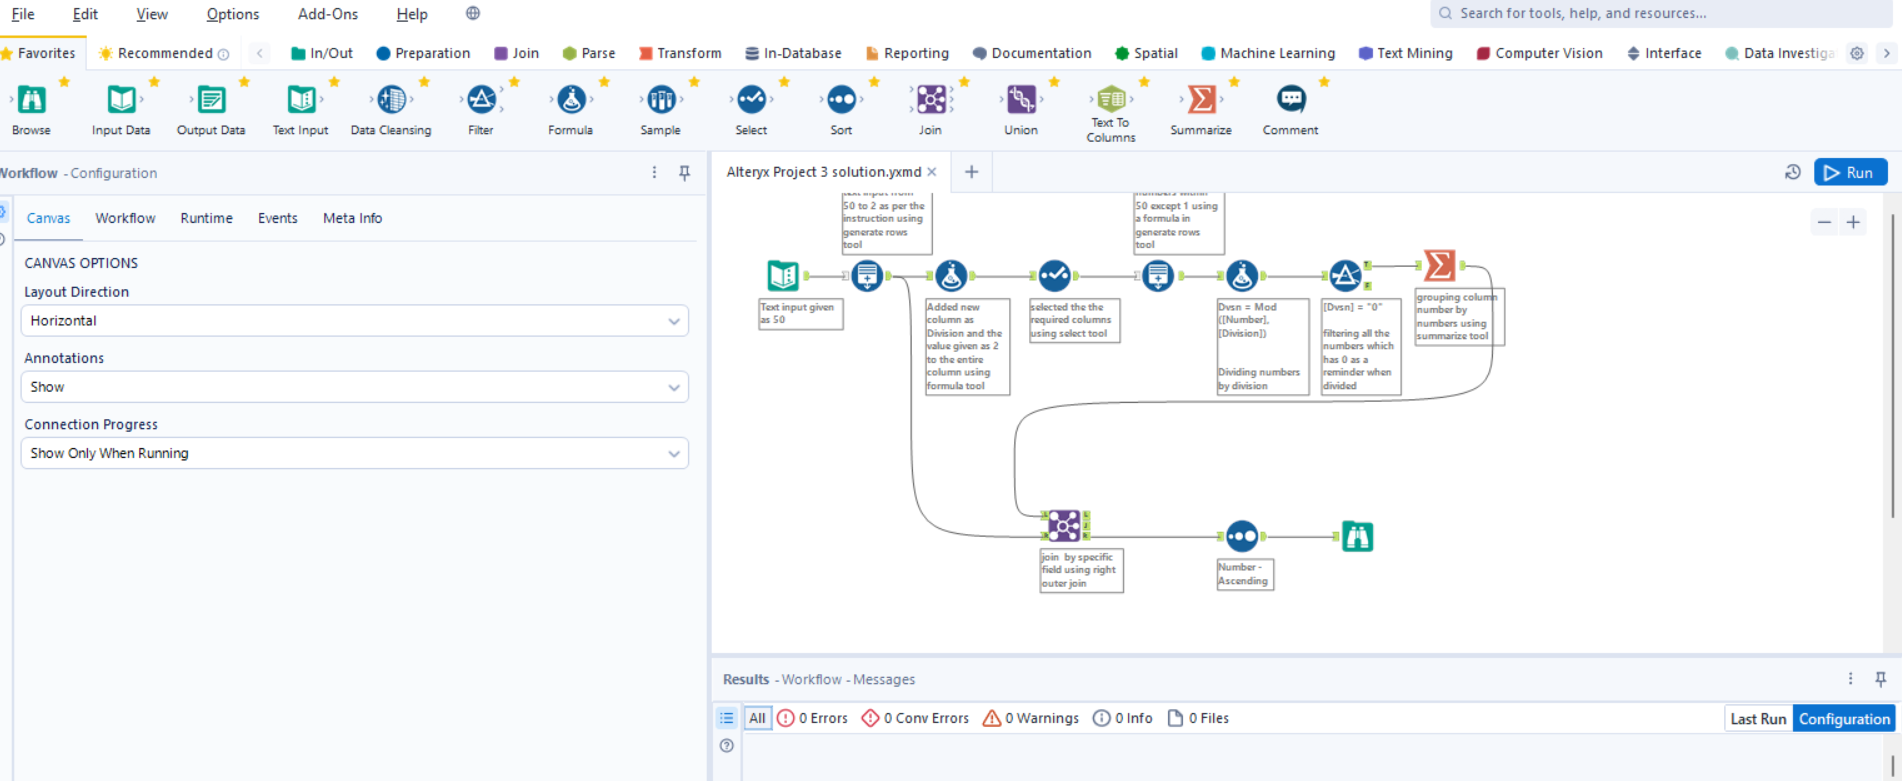 File Edit View Options Add-Ons Help
Search for tools, help, and resources...
Favorites Recommended In/Out Preparation Join Parse Transform In-Database Reporting Documentation Spatial Machine Learning Text Mining Computer Vision Interface Data Investiga
Browse Input Data Output Data Text Input Data Cleansing Filter Formula Sample Select Sort Join Union Text To Columns Summarize Comment
Workflow - Configuration
Canvas Workflow Runtime Events Meta Info
CANVAS OPTIONS
Layout Direction
Horizontal
Annotations
Show
Connection Progress
Show Only When Running
Alteryx Project 3 solution.yxmd
Run
text input from
50 to 2 as per the
instruction using
generate rows
tool
numbers within
50 except 1 using
a formula in
generate rows
tool
Text input given
as 50
Added new
column as
Division and the
value given as 2
to the entire
column using
formula tool
selected the the
required columns
using select tool
Dvsn = Mod
([Number],
[Division])
Dividing numbers
by division
T
F
[Dvsn] = "0"
filtering all the
numbers which
has 0 as a
reminder when
divided
grouping column
number by
numbers using
summarize tool
L
R
L
J
R
join by specific
field using right
outer join
Number -
Ascending
Results - Workflow - Messages
All 0 Errors 0 Conv Errors 0 Warnings 0 Info 0 Files
Last Run Configuration